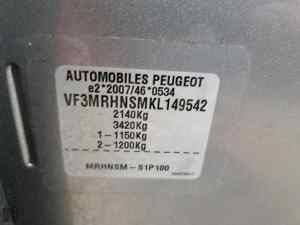 AUTOMOBILES PEUGEOT
e2*2007/46*0534
VF3MRHNSMKL149542
2140Kg
3420Kg
1-1150Kg
2-1200Kg
MRHNSM-S1P100